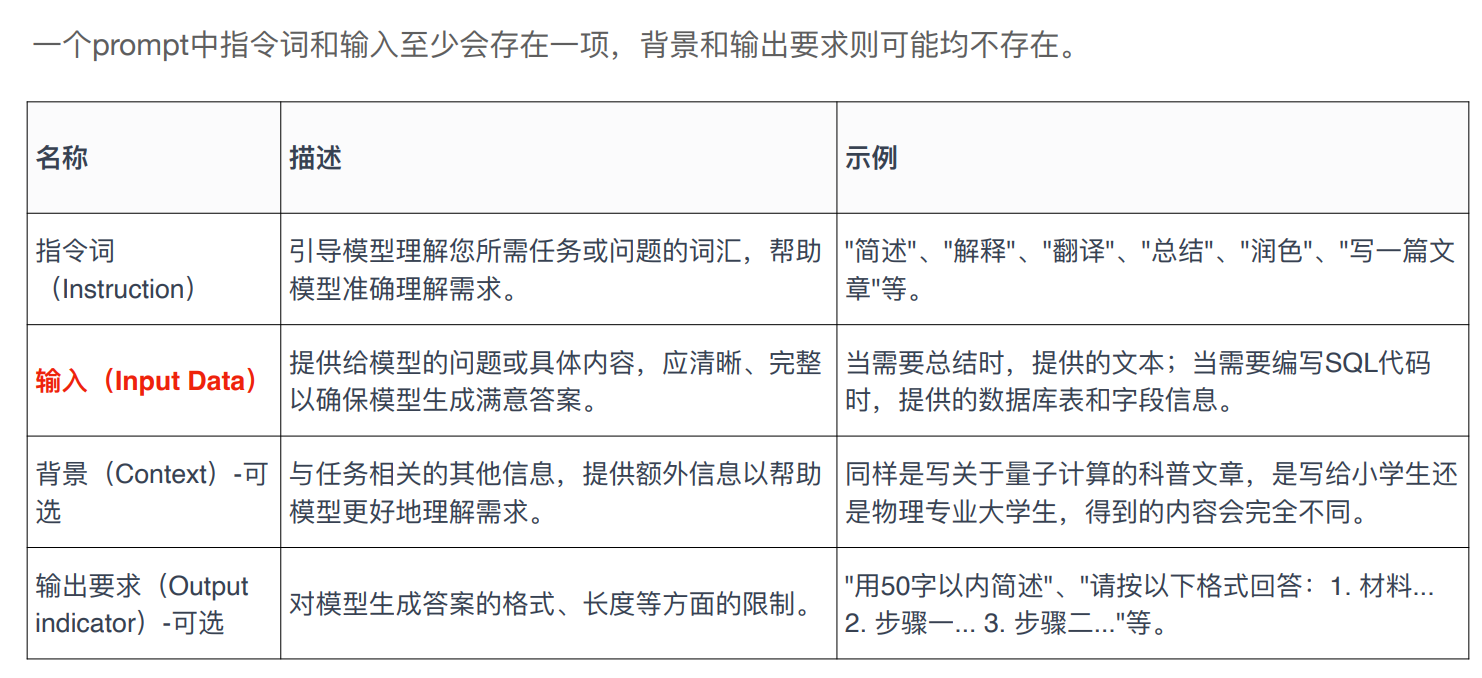 一个prompt中指令词和输入至少会存在一项，背景和输出要求则可能均不存在。
名称
描述
示例
指令词
（Instruction）
引导模型理解您所需任务或问题的词汇，帮助
模型准确理解需求。
"简述"、"解释"、"翻译"、"总结"、"润色"、"写一篇文
章"等。
输入（Input Data）
提供给模型的问题或具体内容，应清晰、完整
以确保模型生成满意答案。
当需要总结时，提供的文本；当需要编写SQL代码
时，提供的数据库表和字段信息。
背景（Context）-可
选
与任务相关的其他信息，提供额外信息以帮助
模型更好地理解需求。
同样是写关于量子计算的科普文章，是写给小学生还
是物理专业大学生，得到的内容会完全不同。
输出要求（Output
indicator）-可选
对模型生成答案的格式、长度等方面的限制。
"用50字以内简述"、"请按以下格式回答：1. 材料...
2. 步骤一... 3. 步骤二..."等。